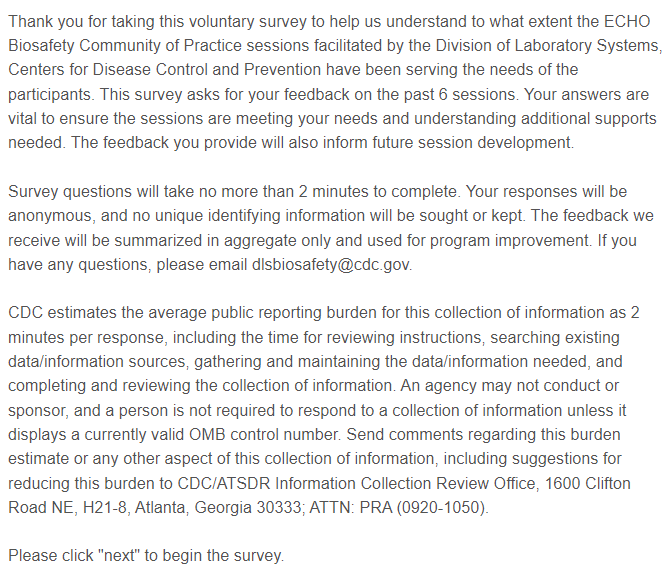 Thank you for taking this voluntary survey to help us understand to what extent the ECHO
Biosafety Community of Practice sessions facilitated by the Division of Laboratory Systems,
Centers for Disease Control and Prevention have been serving the needs of the
participants. This survey asks for your feedback on the past 6 sessions. Your answers are
vital to ensure the sessions are meeting your needs and understanding additional supports
needed. The feedback you provide will also inform future session development.
Survey questions will take no more than 2 minutes to complete. Your responses will be
anonymous, and no unique identifying information will be sought or kept. The feedback we
receive will be summarized in aggregate only and used for program improvement. If you
have any questions, please email dlsbiosafety@cdc.gov.
CDC estimates the average public reporting burden for this collection of information as 2
minutes per response, including the time for reviewing instructions, searching existing
data/information sources, gathering and maintaining the data/information needed, and
completing and reviewing the collection of information. An agency may not conduct or
sponsor, and a person is not required to respond to a collection of information unless it
displays a currently valid OMB control number. Send comments regarding this burden
estimate or any other aspect of this collection of information, including suggestions for
reducing this burden to CDC/ATSDR Information Collection Review Office, 1600 Clifton
Road NE, H21-8, Atlanta, Georgia 30333; ATTN: PRA (0920-1050).
Please click "next" to begin the survey.